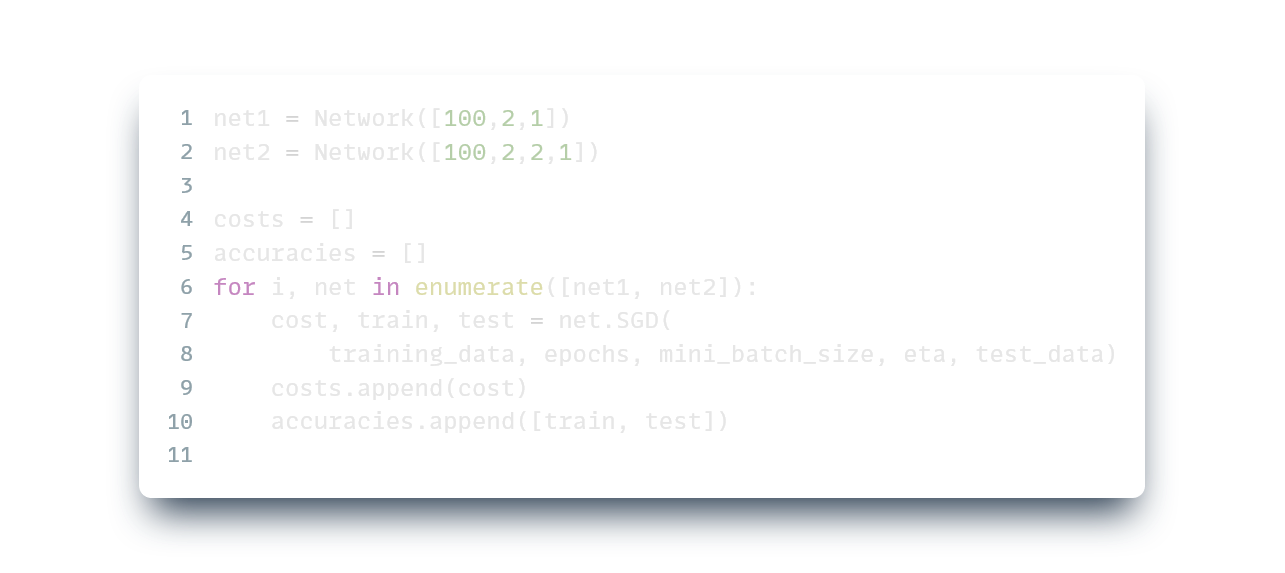 1 net1 = Network([100,2,1])
2 net2 = Network([100,2,2,1])
3
4 costs = []
5 accuracies = []
6 for i, net in enumerate([net1, net2]):
7     cost, train, test = net.SGD(
8         training_data, epochs, mini_batch_size, eta, test_data)
9     costs.append(cost)
10     accuracies.append([train, test])
11